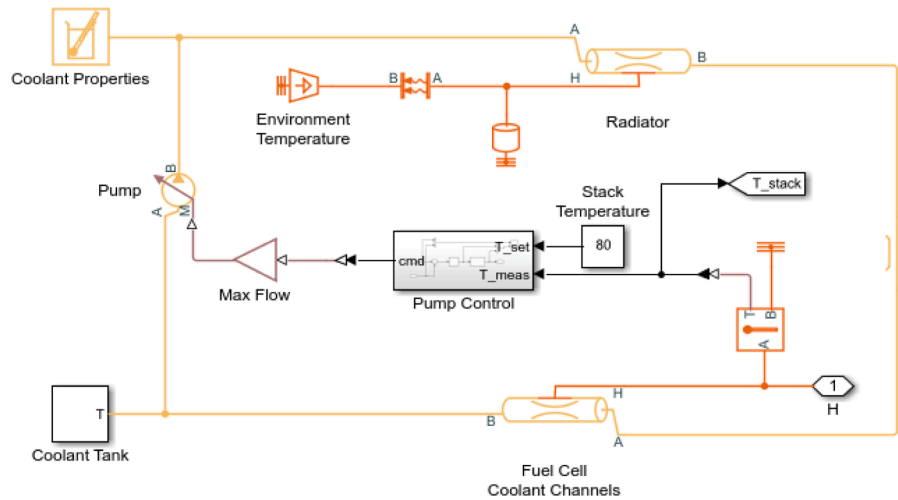 A
B
Coolant Properties
B
A
H
Environment
Temperature
Radiator
B
Pump
A
M
Stack
Temperature
T_stack
80
T_set
cmd
T_meas
Max Flow
Pump Control
T
B
A
H
1
H
T
B
A
Coolant Tank
Fuel Cell
Coolant Channels